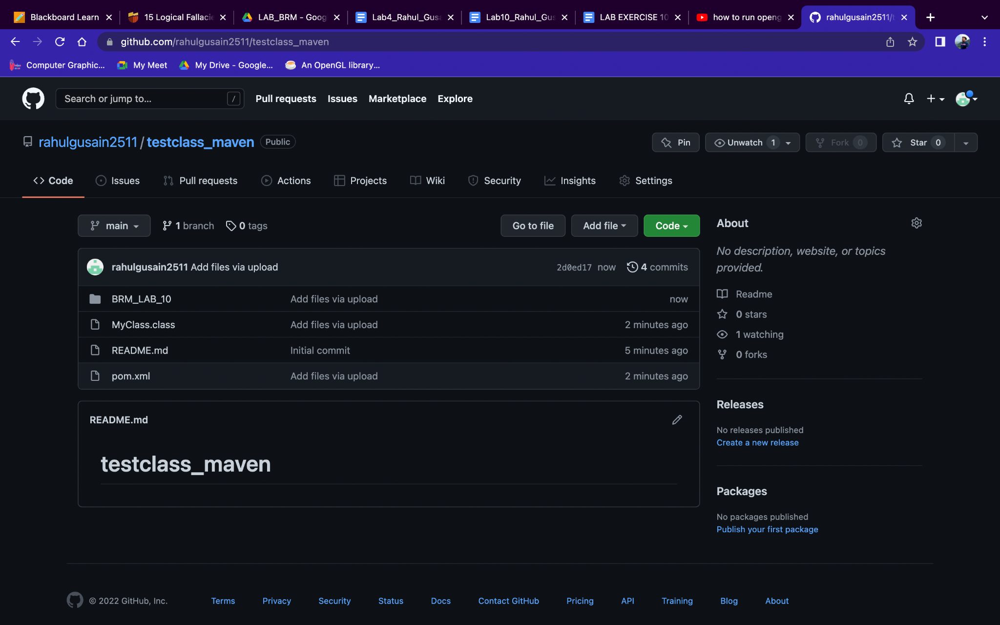 Blackboard Learn
15 Logical Fallacie
LAB_BRM - Goog
Lab4_Rahul_Gusa
Lab10_Rahul_Gus
LAB EXERCISE 10
how to run openg
rahulgusain2511/t
github.com/rahulgusain2511/testclass_maven
Computer Graphic...
My Meet
My Drive - Google...
An OpenGL library...
Search or jump to... /
Pull requests
Issues
Marketplace
Explore
rahulgusain2511 / testclass_maven Public
Pin
Unwatch 1
Fork 0
Star 0
Code
Issues
Pull requests
Actions
Projects
Wiki
Security
Insights
Settings
main
1 branch
0 tags
Go to file
Add file
Code
rahulgusain2511 Add files via upload 2d0ed17 now 4 commits
BRM_LAB_10 Add files via upload now
MyClass.class Add files via upload 2 minutes ago
README.md Initial commit 5 minutes ago
pom.xml Add files via upload 2 minutes ago
README.md
testclass_maven
About
No description, website, or topics
provided.
Readme
0 stars
1 watching
0 forks
Releases
No releases published
Create a new release
Packages
No packages published
Publish your first package
© 2022 GitHub, Inc.
Terms
Privacy
Security
Status
Docs
Contact GitHub
Pricing
API
Training
Blog
About